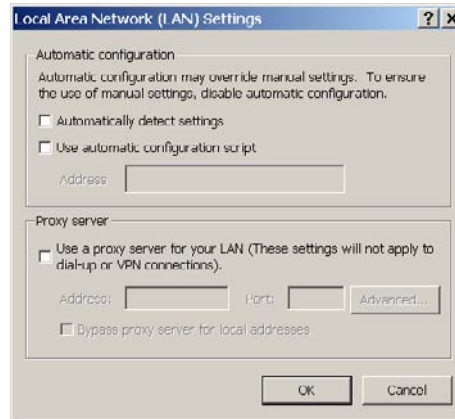 Local Area Network (LAN) Settings
Automatic configuration
Automatic configuration may override manual settings. To ensure
the use of manual settings, disable automatic configuration.
Automatically detect settings
Use automatic configuration script
Address
Proxy server
Use a proxy server for your LAN (These settings will not apply to
dial-up or VPN connections).
Address: Port: Advanced...
Bypass proxy server for local addresses
OK Cancel